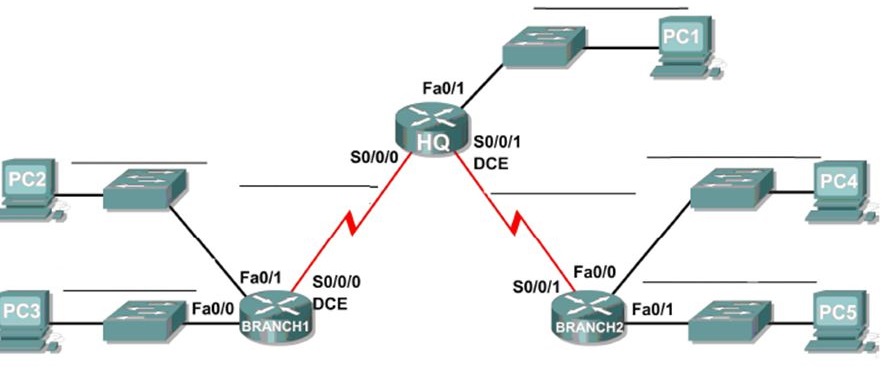 PC1
Fa0/1
HQ
S0/0/0
S0/0/1
DCE
PC2
PC4
Fa0/1
S0/0/0
DCE
Fa0/0
S0/0/1
PC3
Fa0/0
BRANCH1
BRANCH2
Fa0/1
PC5